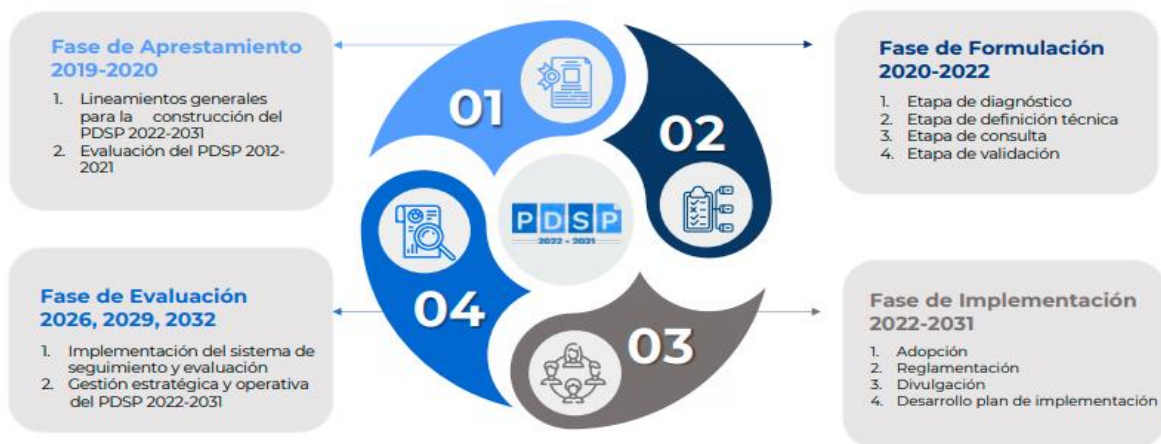 Fase de Aprestamiento
2019-2020
1. Lineamientos generales
para la construcción del
PDSP 2022-2031
2. Evaluación del PDSP 2012-
2021
01
Fase de Formulación
2020-2022
1. Etapa de diagnóstico
2. Etapa de definición técnica
3. Etapa de consulta
4. Etapa de validación
02
PDSP
2022 - 2031
Fase de Evaluación
2026, 2029, 2032
1. Implementación del sistema de
seguimiento y evaluación
2. Gestión estratégica y operativa
del PDSP 2022-2031
04
03
Fase de Implementación
2022-2031
1. Adopción
2. Reglamentación
3. Divulgación
4. Desarrollo plan de implementación